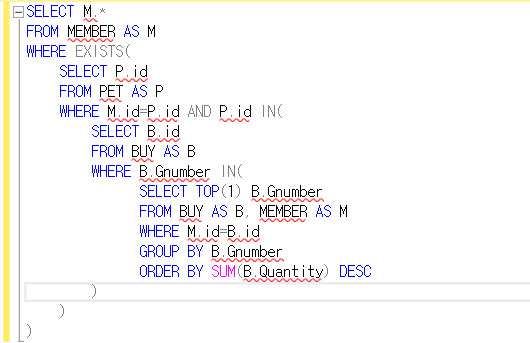 SELECT M.*
FROM MEMBER AS M
WHERE EXISTS(
SELECT P.id
FROM PET AS P
WHERE M.id=P.id AND P.id IN(
SELECT B.id
FROM BUY AS B
WHERE B.Gnumber IN(
SELECT TOP(1) B.Gnumber
FROM BUY AS B, MEMBER AS M
WHERE M.id=B.id
GROUP BY B.Gnumber
ORDER BY SUM(B.Quantity) DESC
)
)
)